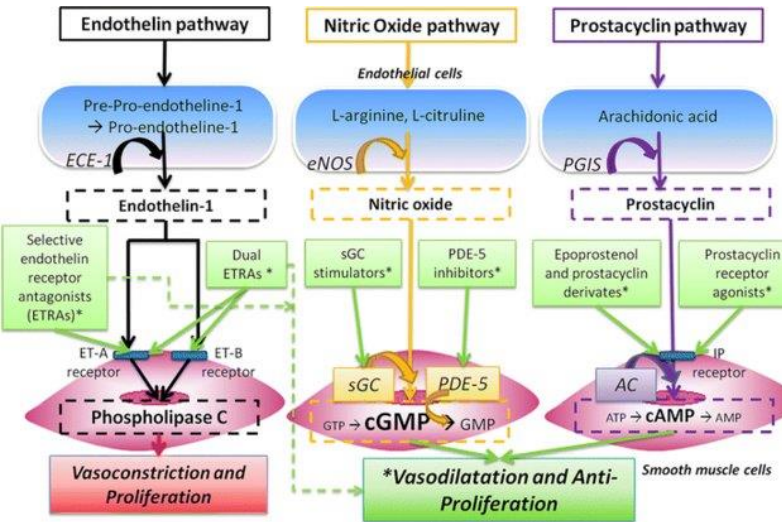 Endothelin pathway
Nitric Oxide pathway
Prostacyclin pathway
Endothelial cells
Pre-Pro-endotheline-1
→ Pro-endotheline-1
ECE-1
L-arginine, L-citruline
eNOS
Arachidonic acid
PGIS
Endothelin-1
Nitric oxide
Prostacyclin
Selective
endothelin
receptor
antagonists
(ETRAs)*
Dual
ETRAs *
sGC
stimulators*
PDE-5
inhibitors*
Epoprostenol
and prostacyclin
derivates*
Prostacyclin
receptor
agonists*
ET-A
receptor
ET-B
receptor
IP
receptor
sGC
PDE-5
AC
Phospholipase C
GTP → cGMP → GMP
ATP → cAMP → AMP
Vasoconstriction and
Proliferation
*Vasodilatation and Anti-
Proliferation
Smooth muscle cells